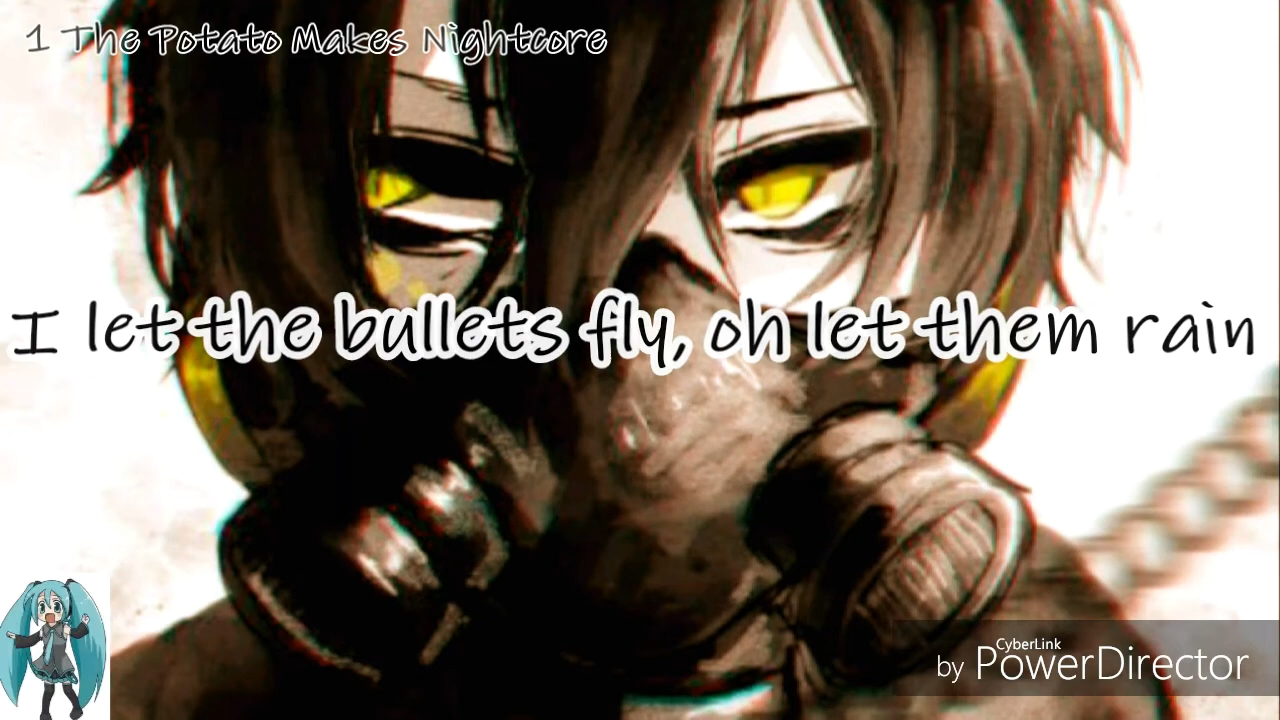 1 The Potato Makes Nightcore
I let the bullets fly, oh let them rain
CyberLink
by PowerDirector